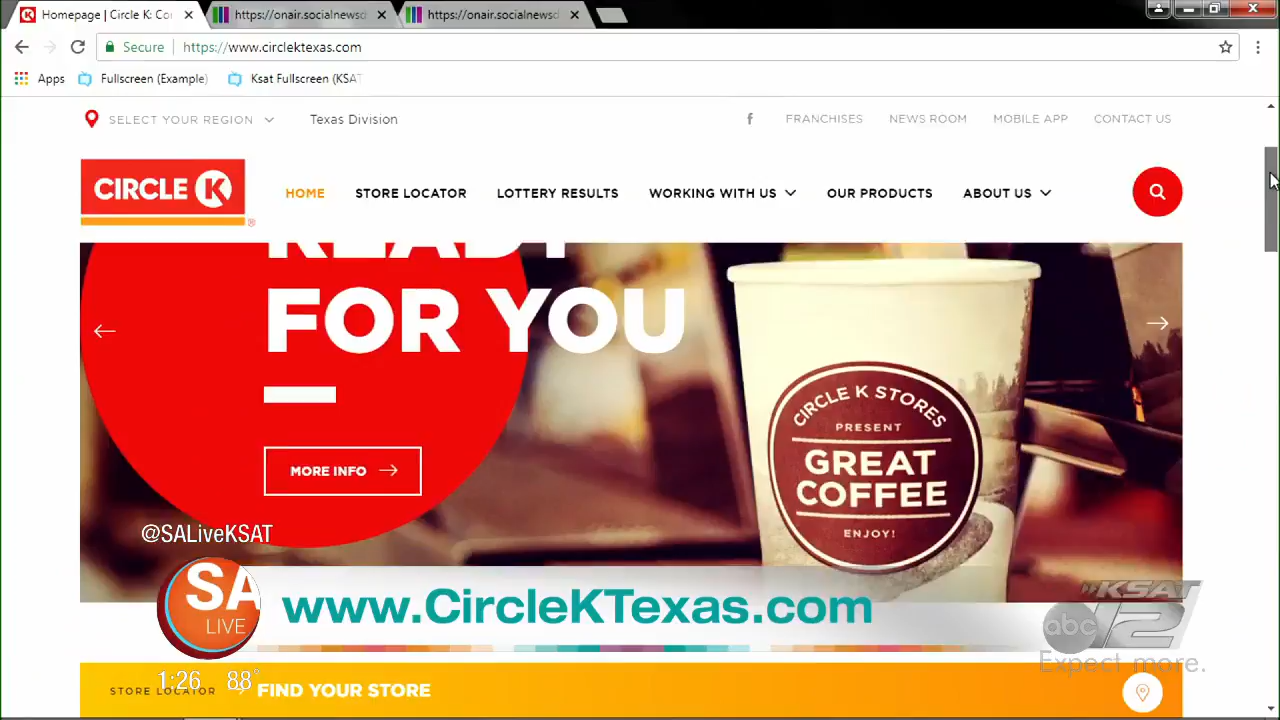 Homepage | Circle K: Co
https://onair.socialnewsd
https://onair.socialnewsd
Secure
https://www.circlektexas.com
Apps
Fullscreen (Example)
Ksat Fullscreen (KSAT
SELECT YOUR REGION
Texas Division
f
FRANCHISES
NEWS ROOM
MOBILE APP
CONTACT US
CIRCLE K®
HOME
STORE LOCATOR
LOTTERY RESULTS
WORKING WITH US
OUR PRODUCTS
ABOUT US
READY
FOR YOU
MORE INFO
CIRCLE K STORES
PRESENT
GREAT
COFFEE
ENJOY!
@SALiveKSAT
SA
LIVE
www.CircleKTexas.com
KSAT
abc 12
Expect more.
1:26 88°
STORE LOCATOR
FIND YOUR STORE